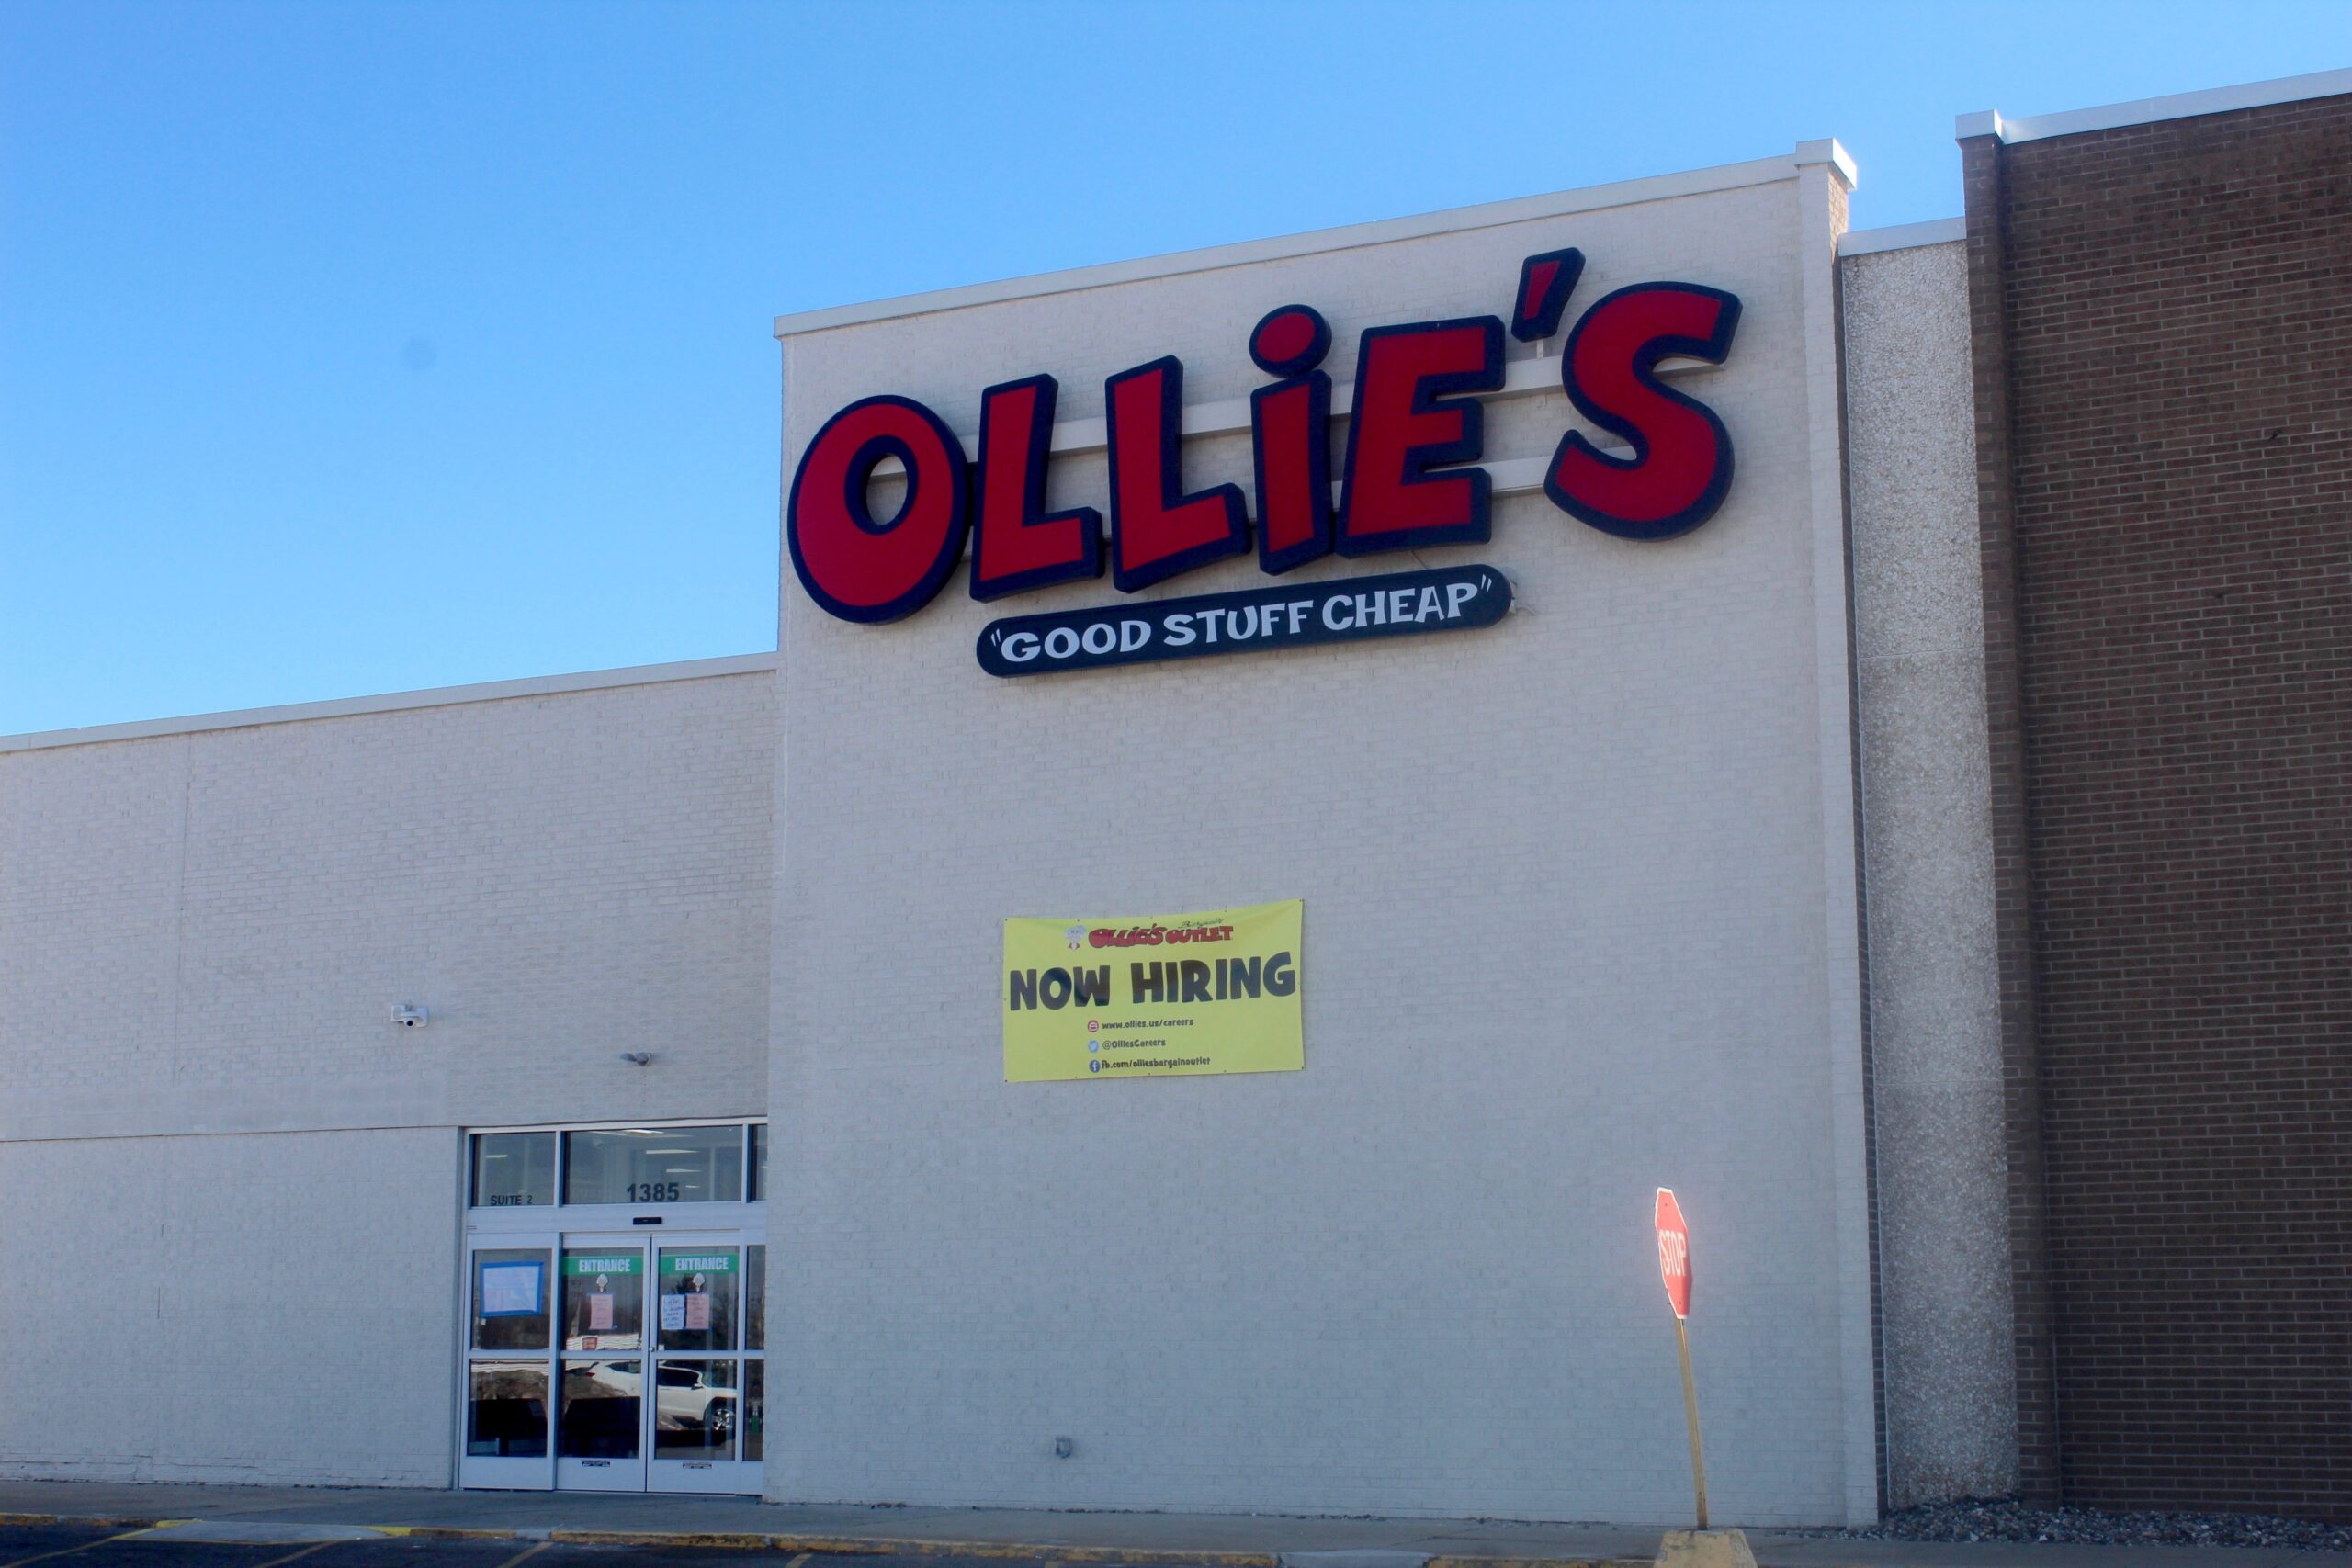 OLLiE'S
"GOOD STUFF CHEAP"
OLLiE'S OUTLET
NOW HIRING
www.ollies.us/careers
@OlliesCareers
fb.com/olliesbargainoutlet
SUITE 2
1385
ENTRANCE
ENTRANCE
STOP